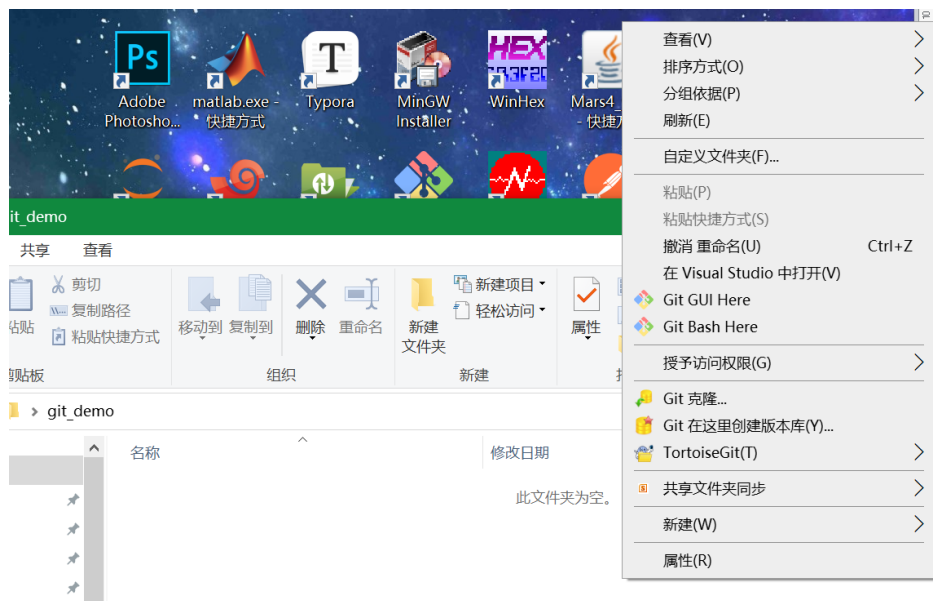 Ps
T
HEX
Adobe
Photosho...
matlab.exe -
快捷方式
Typora
MinGW
Installer
WinHex
Mars4_
- 快捷
it_demo
共享
查看
剪切
复制路径
粘贴快捷方式
移动到
复制到
删除
重命名
新建
文件夹
新建项目
轻松访问
属性
剪贴板
组织
新建
git_demo
名称
修改日期
此文件夹为空。
查看(V)
排序方式(O)
分组依据(P)
刷新(E)
自定义文件夹(F)...
粘贴(P)
粘贴快捷方式(S)
撤消 重命名(U) Ctrl+Z
在 Visual Studio 中打开(V)
Git GUI Here
Git Bash Here
授予访问权限(G)
Git 克隆...
Git 在这里创建版本库(Y)...
TortoiseGit(T)
共享文件夹同步
新建(W)
属性(R)